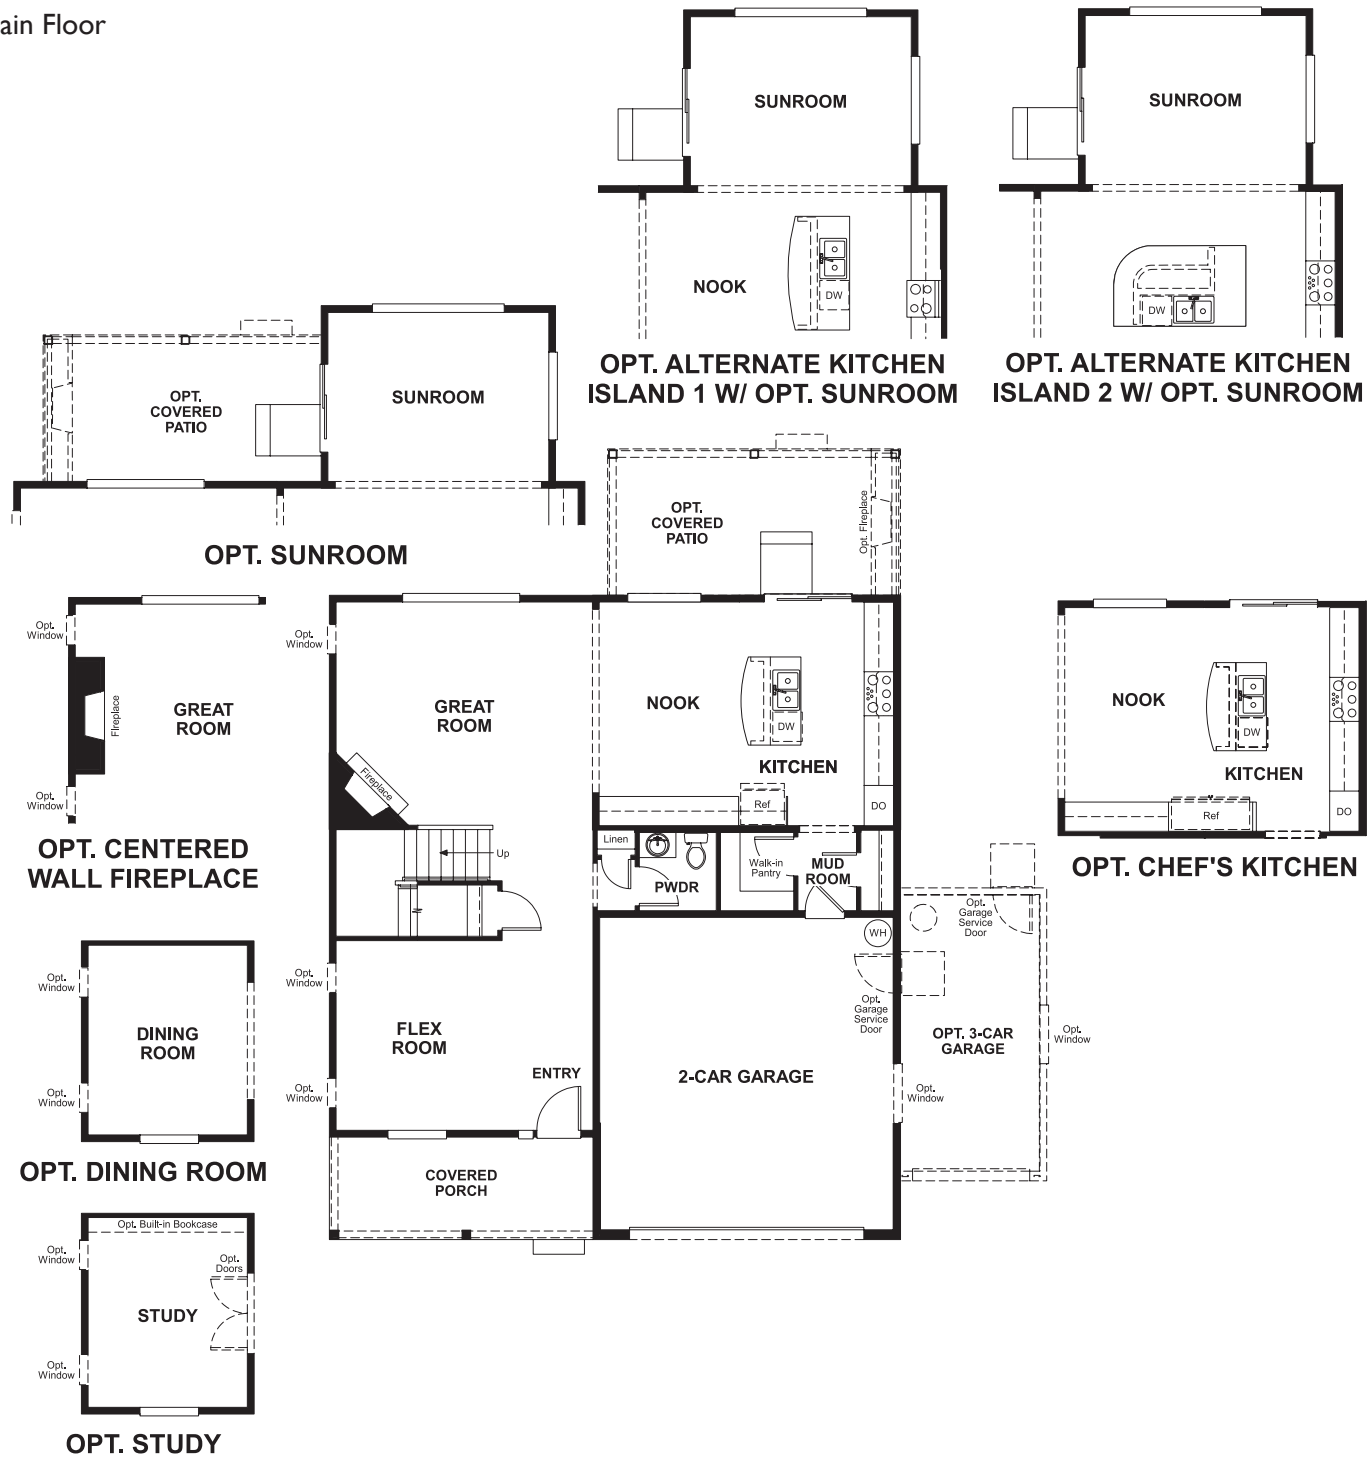 ain Floor
SUNROOM
NOOK
DW
OPT. ALTERNATE KITCHEN
ISLAND 1 W/ OPT. SUNROOM
SUNROOM
DW
OPT. ALTERNATE KITCHEN
ISLAND 2 W/ OPT. SUNROOM
OPT.
COVERED
PATIO
SUNROOM
OPT. SUNROOM
OPT.
COVERED
PATIO
Opt. Fireplace
Opt.
Window
Fireplace
GREAT
ROOM
Opt.
Window
OPT. CENTERED
WALL FIREPLACE
Opt.
Window
GREAT
ROOM
Fireplace
NOOK
DW
KITCHEN
Ref
DO
Up
Linen
PWDR
Walk-in
Pantry
MUD
ROOM
NOOK
DW
KITCHEN
Ref
DO
OPT. CHEF'S KITCHEN
Opt.
Window
DINING
ROOM
Opt.
Window
OPT. DINING ROOM
Opt.
Window
FLEX
ROOM
Opt.
Window
ENTRY
COVERED
PORCH
WH
Opt.
Garage
Service
Door
2-CAR GARAGE
Opt.
Garage
Service
Door
OPT. 3-CAR
GARAGE
Opt.
Window
Opt.
Window
Opt. Built-in Bookcase
Opt.
Window
Opt.
Doors
STUDY
Opt.
Window
OPT. STUDY